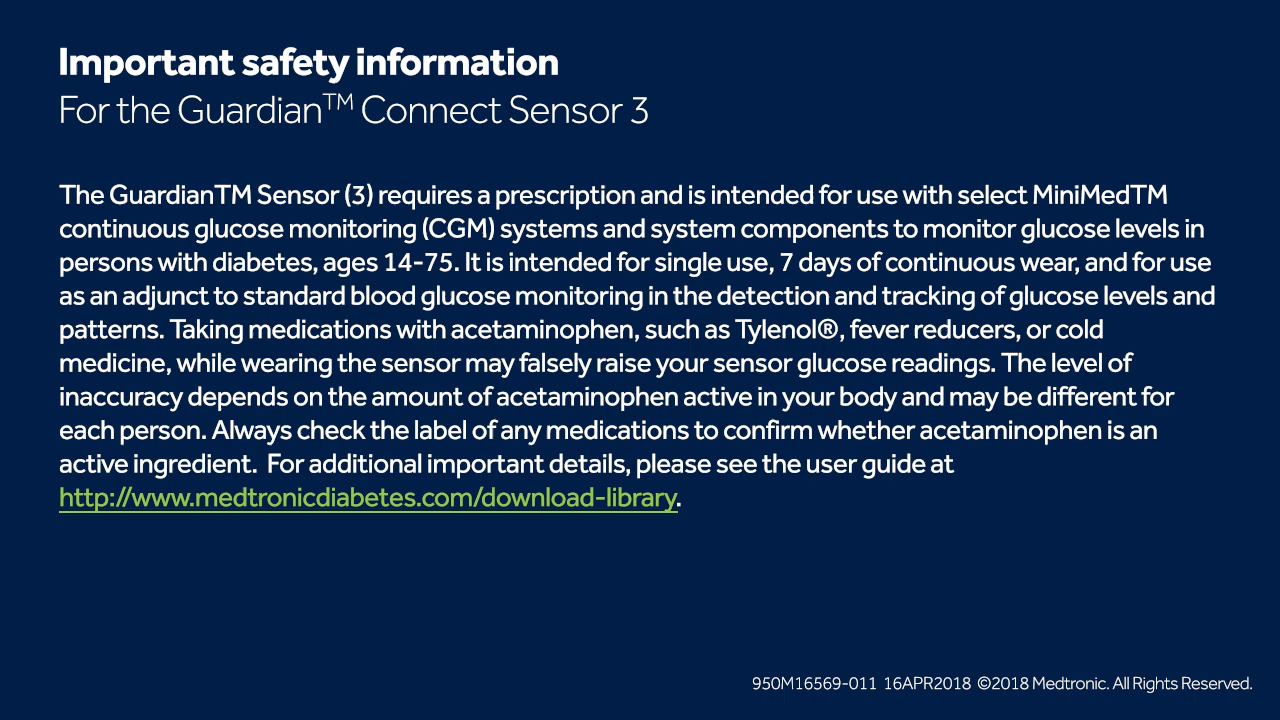 Important safety information
For the Guardian™ Connect Sensor 3
The GuardianTM Sensor (3) requires a prescription and is intended for use with select MiniMedTM
continuous glucose monitoring (CGM) systems and system components to monitor glucose levels in
persons with diabetes, ages 14-75. It is intended for single use, 7 days of continuous wear, and for use
as an adjunct to standard blood glucose monitoring in the detection and tracking of glucose levels and
patterns. Taking medications with acetaminophen, such as Tylenol®, fever reducers, or cold
medicine, while wearing the sensor may falsely raise your sensor glucose readings. The level of
inaccuracy depends on the amount of acetaminophen active in your body and may be different for
each person. Always check the label of any medications to confirm whether acetaminophen is an
active ingredient.  For additional important details, please see the user guide at
http://www.medtronicdiabetes.com/download-library.
950M16569-011 16APR2018 ©2018 Medtronic. All Rights Reserved.